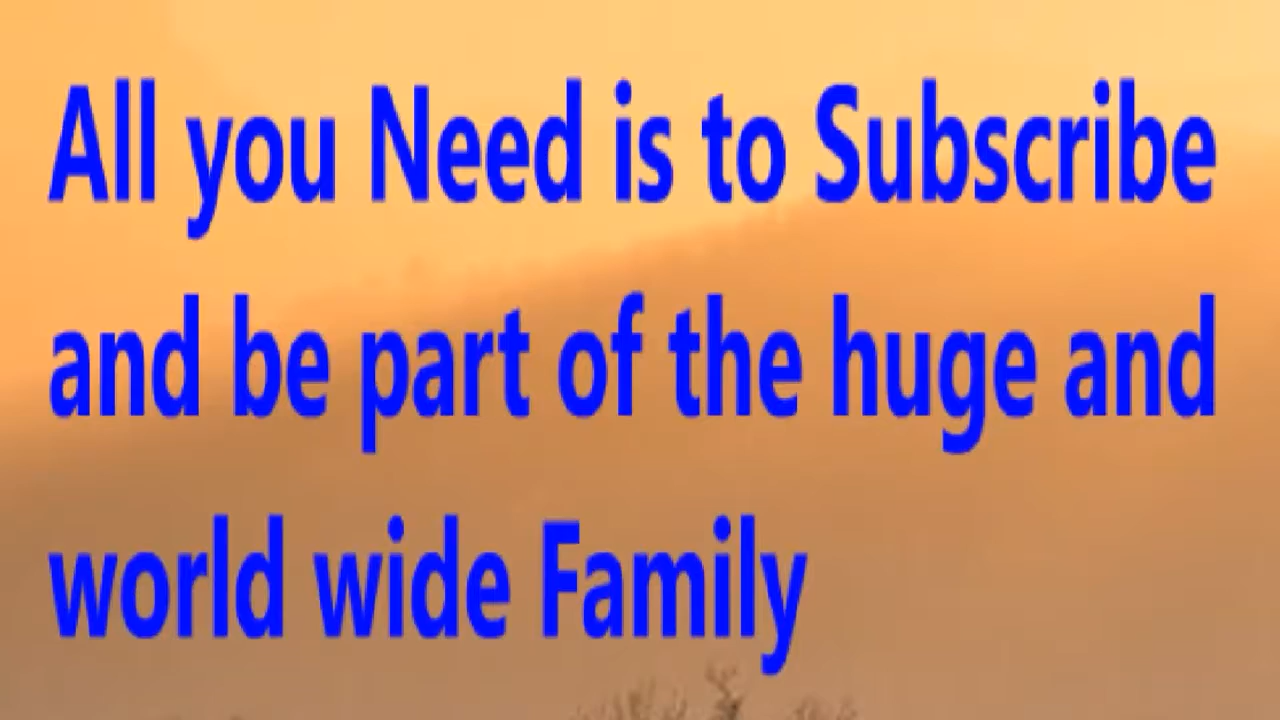 All you Need is to Subscribe
and be part of the huge and
world wide Family